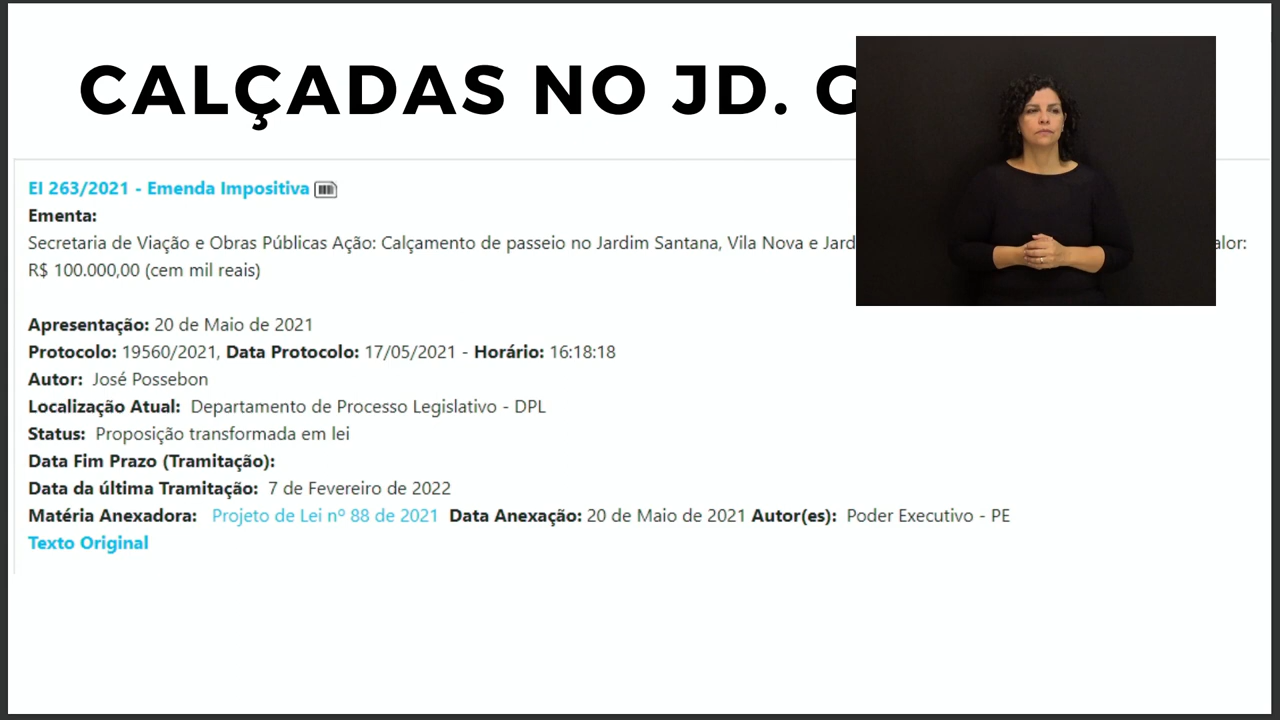 CALÇADAS NO JD.
EI 263/2021 - Emenda Impositiva
Ementa:
Secretaria de Viação e Obras Públicas Ação: Calçamento de passeio no Jardim Santana, Vila Nova e
R$ 100.000,00 (cem mil reais)
Apresentação: 20 de Maio de 2021
Protocolo: 19560/2021, Data Protocolo: 17/05/2021 - Horário: 16:18:18
Autor: José Possebon
Localização Atual: Departamento de Processo Legislativo - DPL
Status: Proposição transformada em lei
Data Fim Prazo (Tramitação):
Data da última Tramitação: 7 de Fevereiro de 2022
Matéria Anexadora: Projeto de Lei nº 88 de 2021 Data Anexação: 20 de Maio de 2021 Autor(es): Poder Executivo - PE
Texto Original